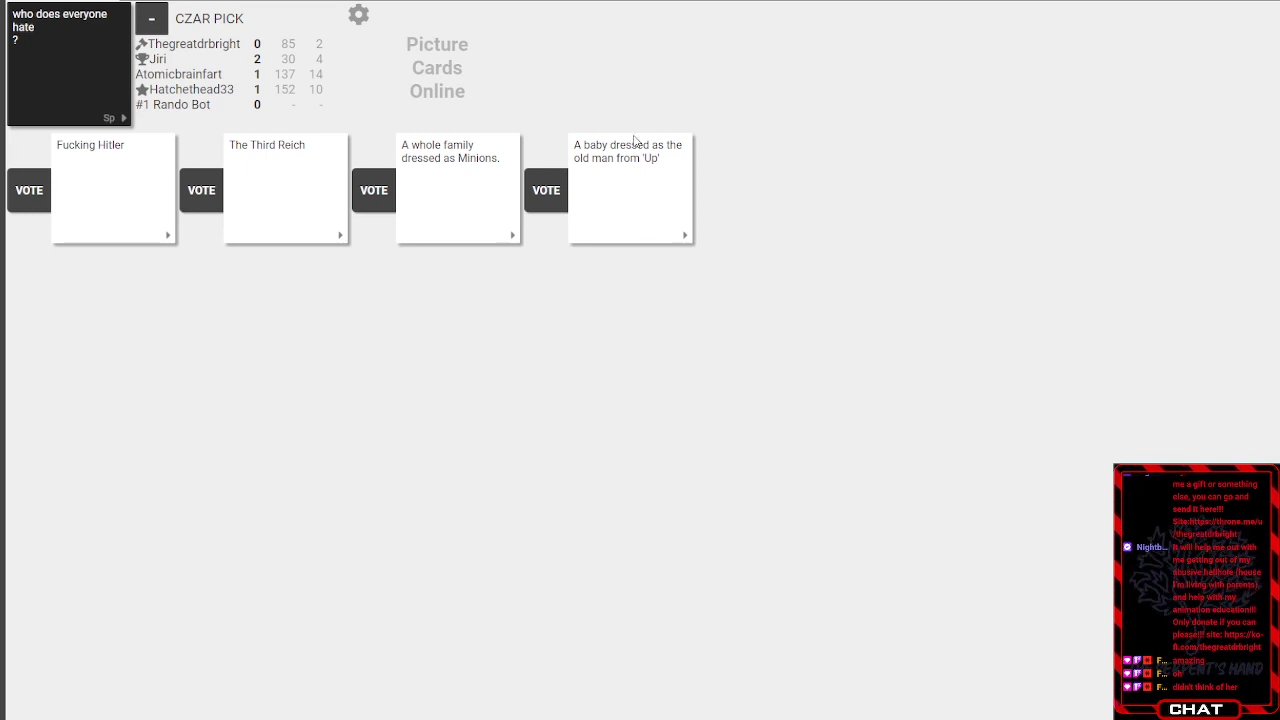 who does everyone
hate
?
Sp
-
CZAR PICK
Thegreatdrbright 0 85 2
Jiri 2 30 4
Atomicbrainfart 1 137 14
Hatchethead33 1 152 10
#1 Rando Bot 0 - -
Picture
Cards
Online
VOTE
Fucking Hitler
VOTE
The Third Reich
VOTE
A whole family
dressed as Minions.
VOTE
A baby dressed as the
old man from 'Up'
me a gift or something
else, you can go and
send it here!!!
Site:https://throne.me/u
/thegreatdrbright
Nightb... It will help me out with
me getting out of my
abusive hellhole (house
I'm living with parents),
and help with my
animation education!!!
Only donate if you can
please!!! site: https://ko-
fi.com/thegreatdrbright
F... amazing
F... oh
F... didn't think of her
SERPENT'S HAND
CHAT